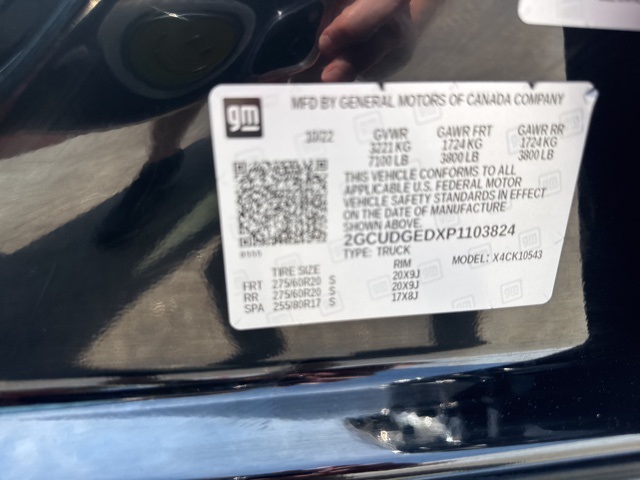 gm
MFD BY GENERAL MOTORS OF CANADA COMPANY
10/22 GVWR GAWR FRT GAWR RR
3221 KG 1724 KG 1724 KG
7100 LB 3800 LB 3800 LB
THIS VEHICLE CONFORMS TO ALL
APPLICABLE U.S. FEDERAL MOTOR
VEHICLE SAFETY STANDARDS IN EFFECT
ON THE DATE OF MANUFACTURE
SHOWN ABOVE.
2GCUDGEDXP1103824
TYPE: TRUCK MODEL: X4CK10543
TIRE SIZE RIM
FRT 275/60R20 S 20X9J
RR 275/60R20 S 20X9J
SPA 255/80R17 S 17X8J